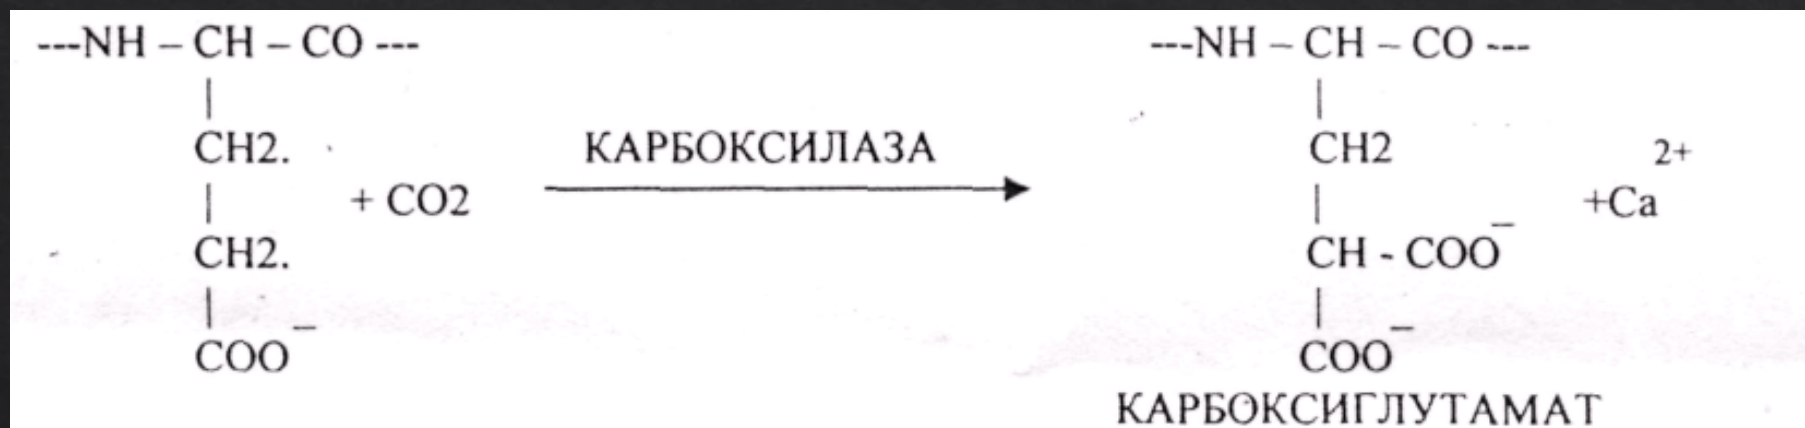 ---NH – CH – CO --- ---NH – CH – CO ---
| |
CH2. КАРБОКСИЛАЗА CH2 2+
| + CO2 | +Ca
CH2. CH - COO⁻
| |
COO⁻ COO⁻
КАРБОКСИГЛУТАМАТ